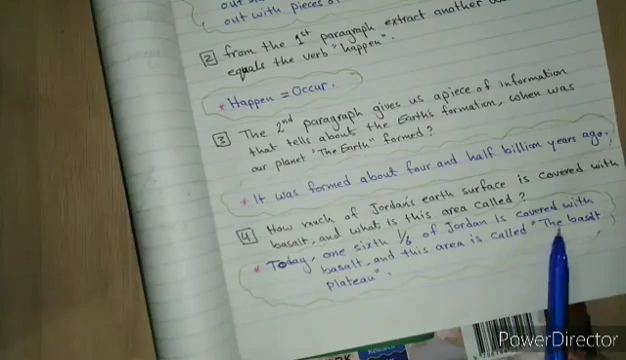 out with pieces
2 from the 1st paragraph extract another
equals the verb "happen".
* Happen = Occur.
3 The 2nd paragraph gives us apiece of information
that tells about the Earth's formation, when was
our planet "The Earth" formed?
* It was formed about four and half billion years ago.
4 How much of Jordan's earth surface is covered with
basalt, and what is this area called?
* Today, one sixth 1/6 of Jordan is covered with
basalt, and this area is called "The basalt
plateau".
PowerDirector